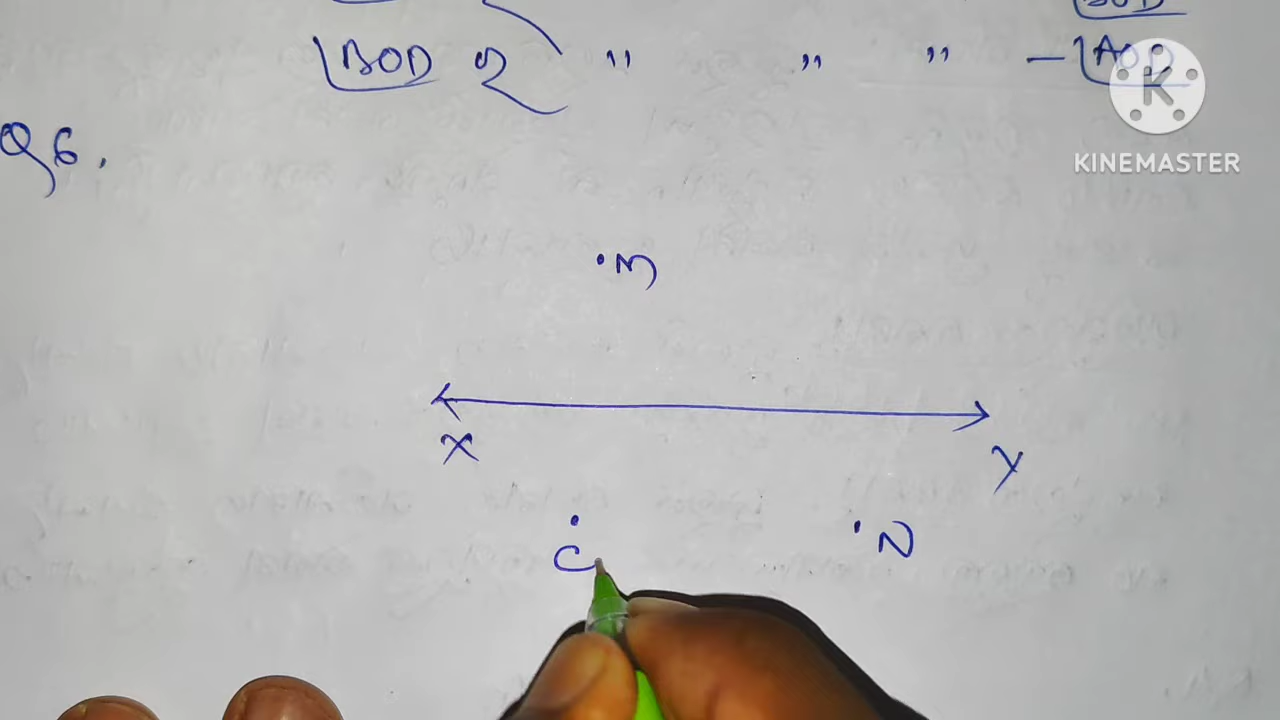 BOD ର " " " – AOD
Q6.
M
X Y
C N
KINEMASTER